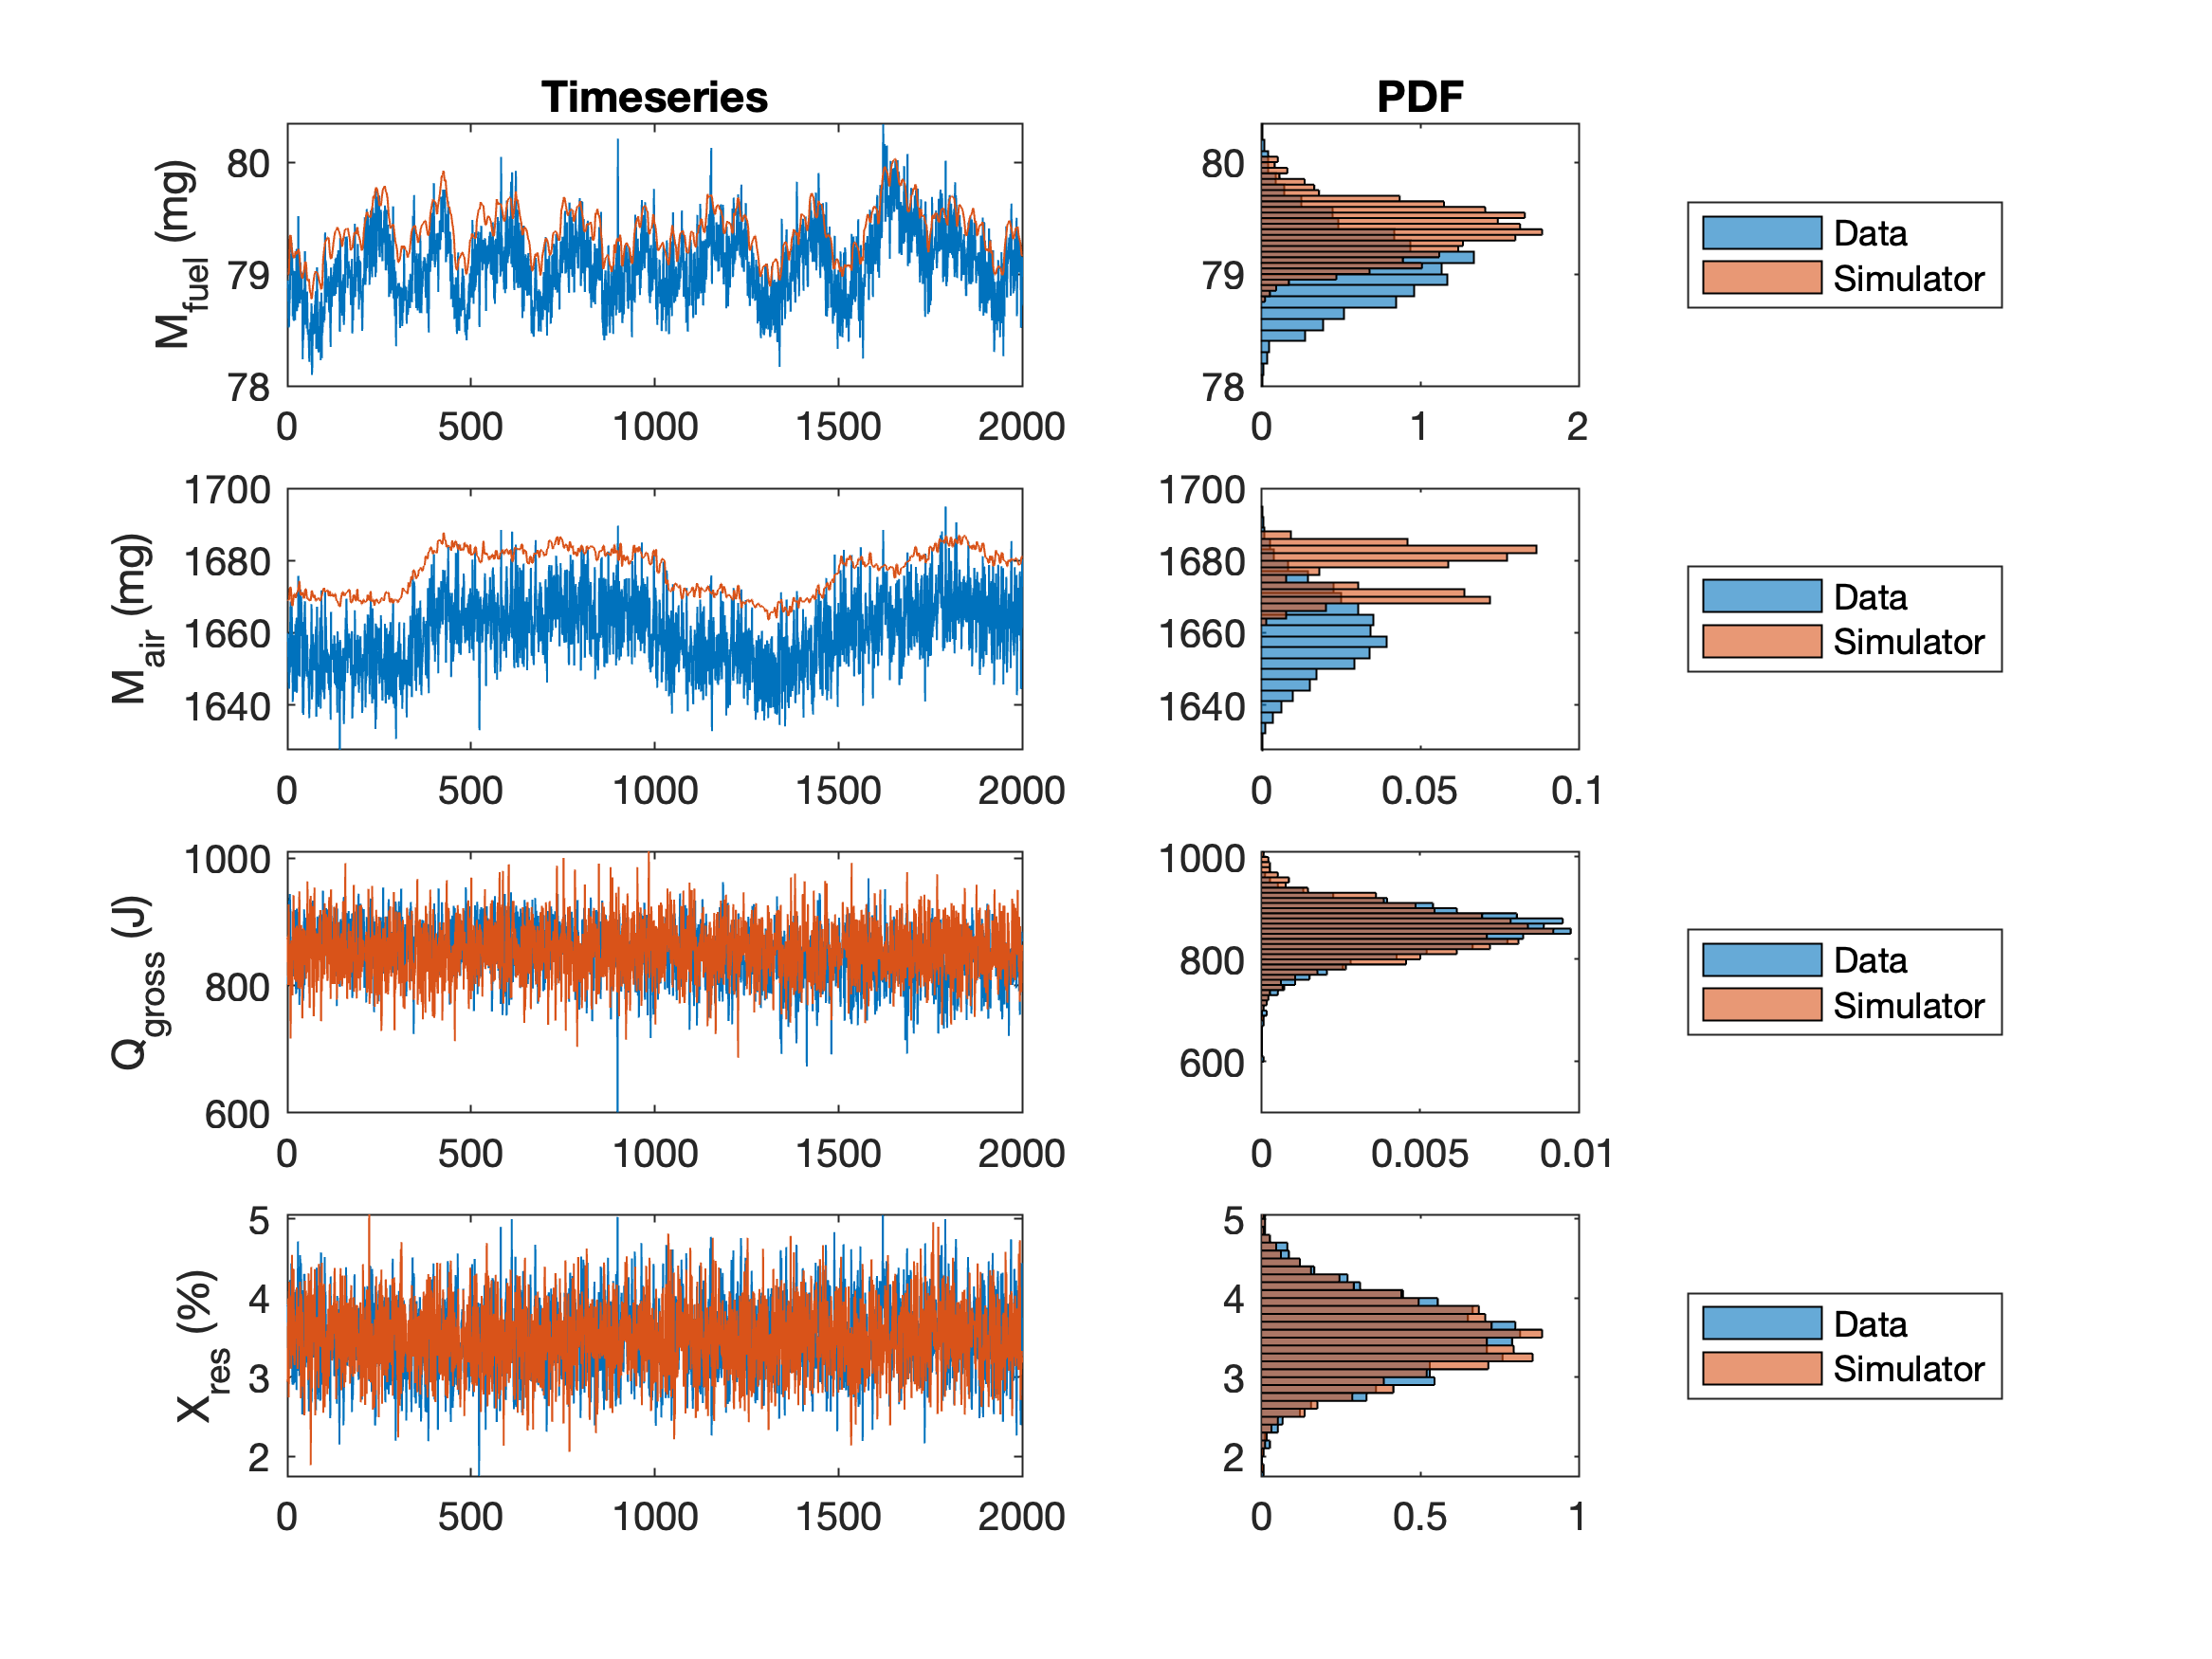 Timeseries
PDF
M_fuel (mg)
80
79
78
0 500 1000 1500 2000
80
79
78
0 1 2
Data
Simulator
M_air (mg)
1700
1680
1660
1640
0 500 1000 1500 2000
1700
1680
1660
1640
0 0.05 0.1
Data
Simulator
Q_gross (J)
1000
800
600
0 500 1000 1500 2000
1000
800
600
0 0.005 0.01
Data
Simulator
X_res (%)
5
4
3
2
0 500 1000 1500 2000
5
4
3
2
0 0.5 1
Data
Simulator